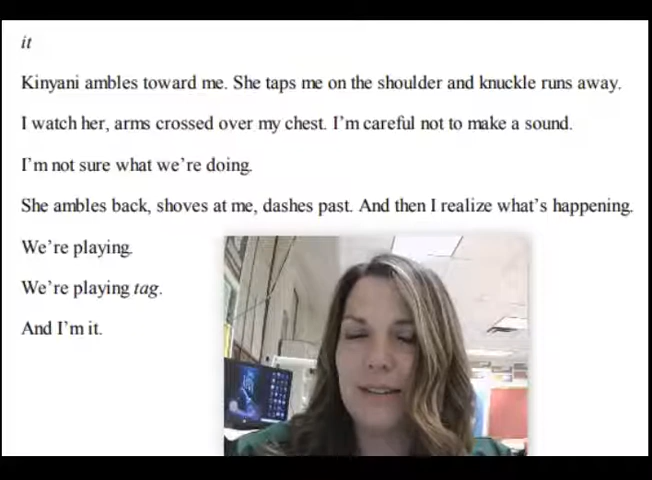 it
Kinyani ambles toward me. She taps me on the shoulder and knuckle runs away.
I watch her, arms crossed over my chest. I'm careful not to make a sound.
I'm not sure what we're doing.
She ambles back, shoves at me, dashes past. And then I realize what's happening.
We're playing.
We're playing tag.
And I'm it.